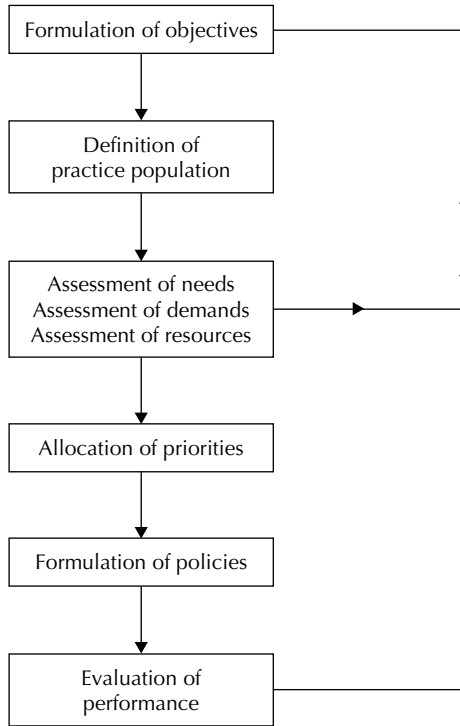 Formulation of objectives
Definition of
practice population
Assessment of needs
Assessment of demands
Assessment of resources
Allocation of priorities
Formulation of policies
Evaluation of
performance